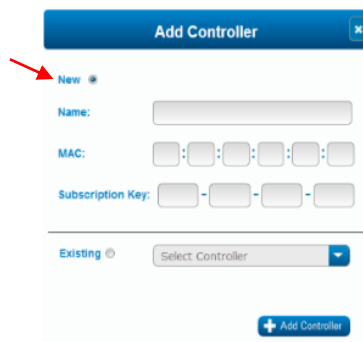 Add Controller
New
Name:
MAC: : : : : :
Subscription Key: - - -
Existing Select Controller
Add Controller